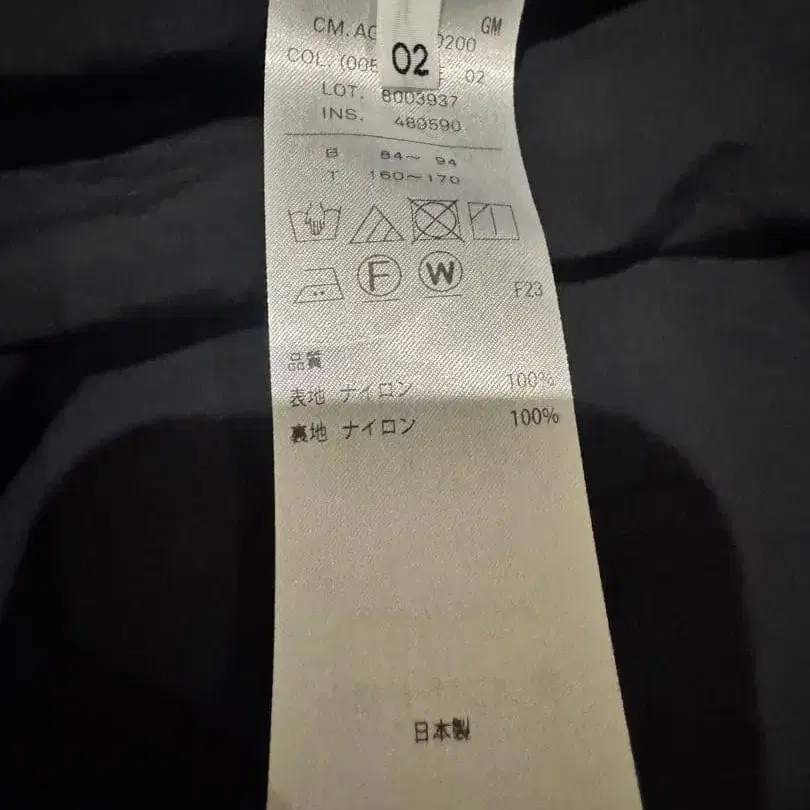 GM
CM.AC 0200
COL.(005 02
02
LOT. 8003937
INS. 480590
B 84~94
T 160~170
F W
F23
品質
表地 ナイロン 100%
裏地 ナイロン 100%
日本製